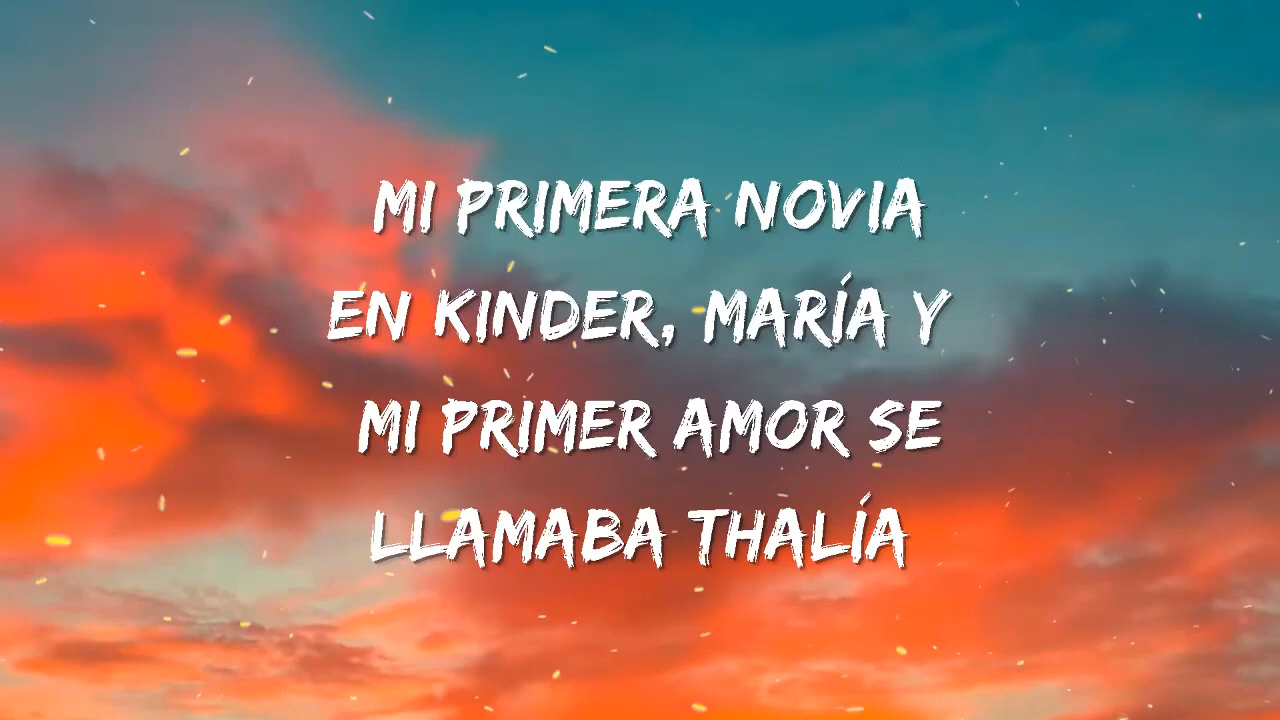 MI PRIMERA NOVIA
EN KINDER, MARÍA Y
MI PRIMER AMOR SE
LLAMABA THALÍA